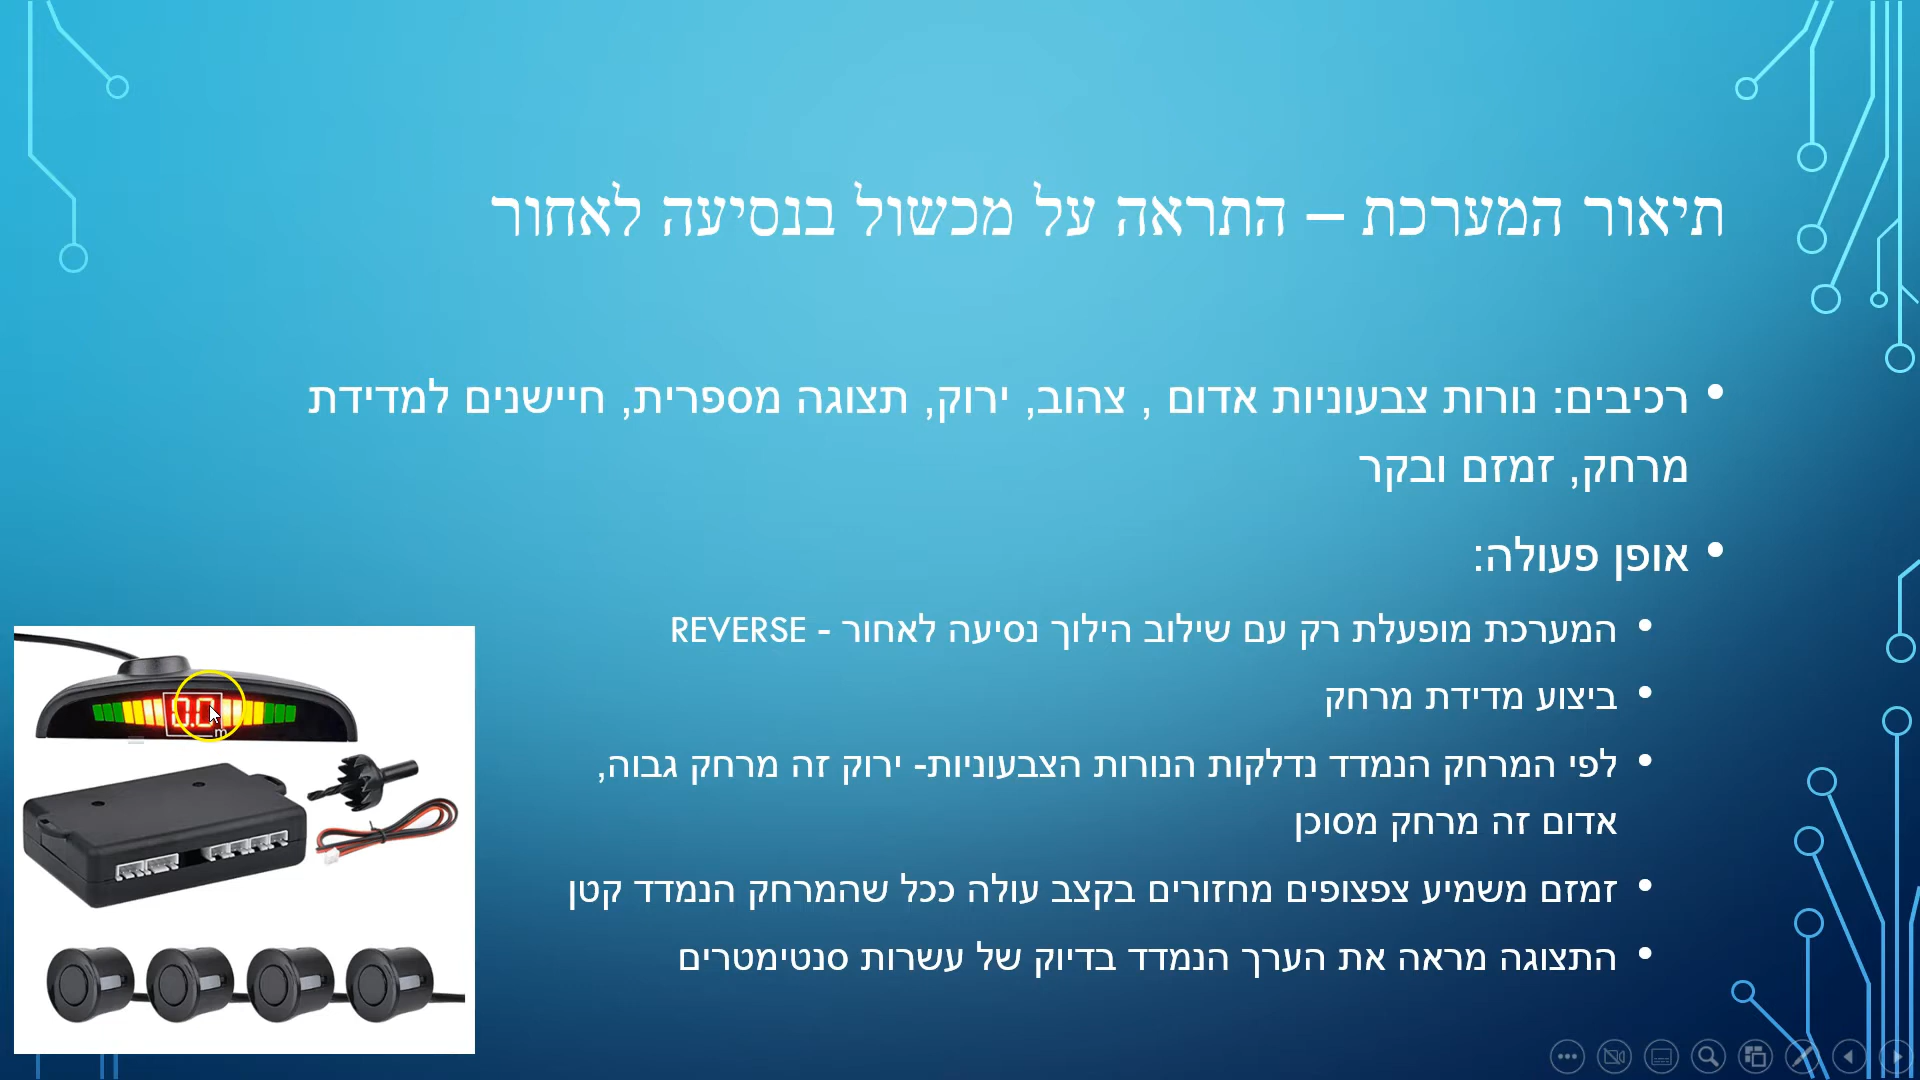 תיאור המערכת – התראה על מכשול בנסיעה לאחור
• רכיבים: נורות צבעוניות אדום , צהוב, ירוק, תצוגה מספרית, חיישנים למדידת
מרחק, זמזם ובקר
• אופן פעולה:
• המערכת מופעלת רק עם שילוב הילוך נסיעה לאחור - REVERSE
• ביצוע מדידת מרחק
• לפי המרחק הנמדד נדלקות הנורות הצבעוניות- ירוק זה מרחק גבוה,
אדום זה מרחק מסוכן
• זמזם משמיע צפצופים מחזורים בקצב עולה ככל שהמרחק הנמדד קטן
• התצוגה מראה את הערך הנמדד בדיוק של עשרות סנטימטרים
0.0
m